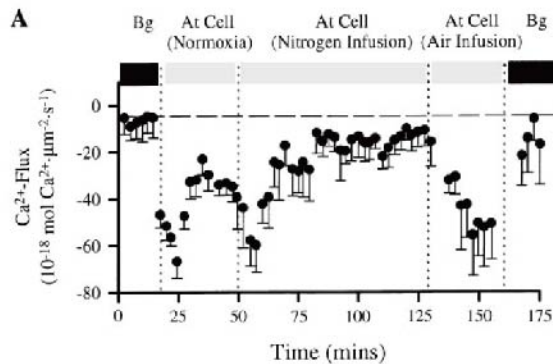 A
Bg At Cell At Cell At Cell Bg
(Normoxia) (Nitrogen Infusion) (Air Infusion)
0
-20
-40
-60
-80
Ca²⁺-Flux
(10⁻¹⁸ mol Ca²⁺·µm⁻²·s⁻¹)
0 25 50 75 100 125 150 175
Time (mins)